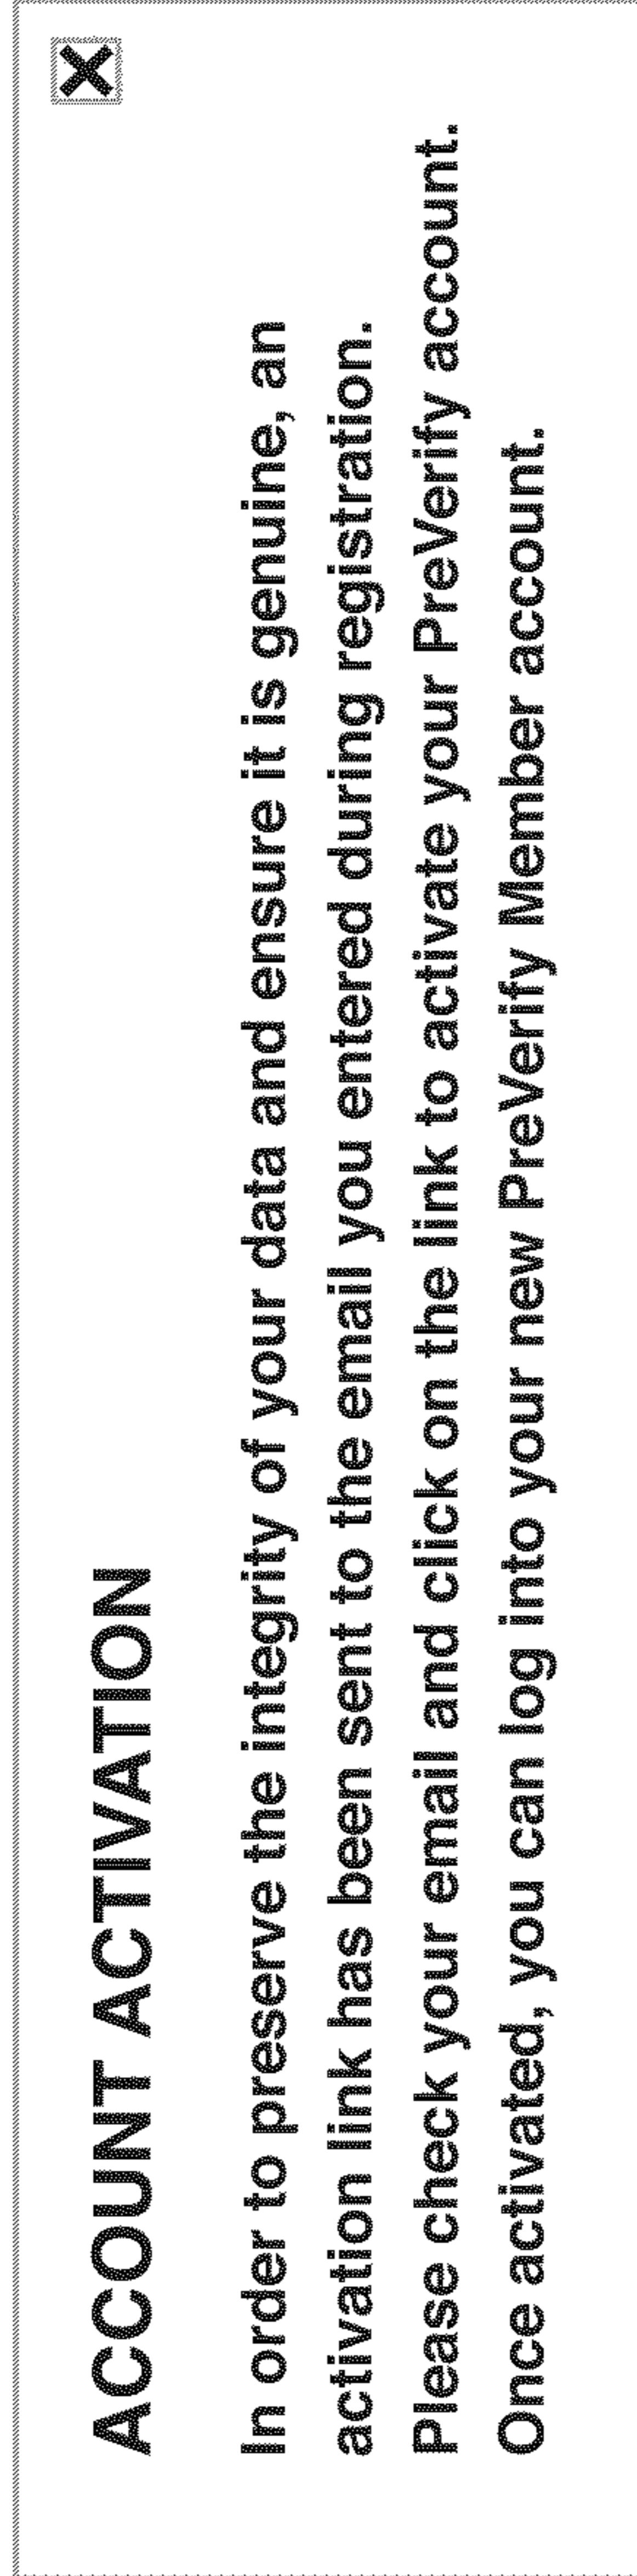 ACCOUNT ACTIVATION
In order to preserve the integrity of your data and ensure it is genuine, an
activation link has been sent to the email you entered during registration.
Please check your email and click on the link to activate your PreVerify account.
Once activated, you can log into your new PreVerify Member account.